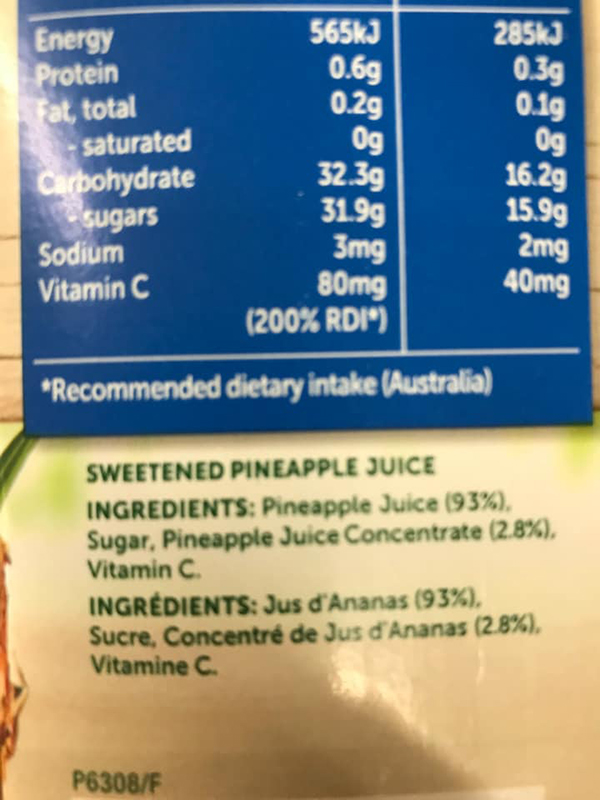 Energy 565kJ 285kJ
Protein 0.6g 0.3g
Fat, total 0.2g 0.1g
- saturated 0g 0g
Carbohydrate 32.3g 16.2g
- sugars 31.9g 15.9g
Sodium 3mg 2mg
Vitamin C 80mg 40mg
(200% RDI*)
*Recommended dietary intake (Australia)
SWEETENED PINEAPPLE JUICE
INGREDIENTS: Pineapple Juice (93%),
Sugar, Pineapple Juice Concentrate (2.8%),
Vitamin C.
INGRÉDIENTS: Jus d'Ananas (93%),
Sucre, Concentré de Jus d'Ananas (2.8%),
Vitamine C.
P6308/F